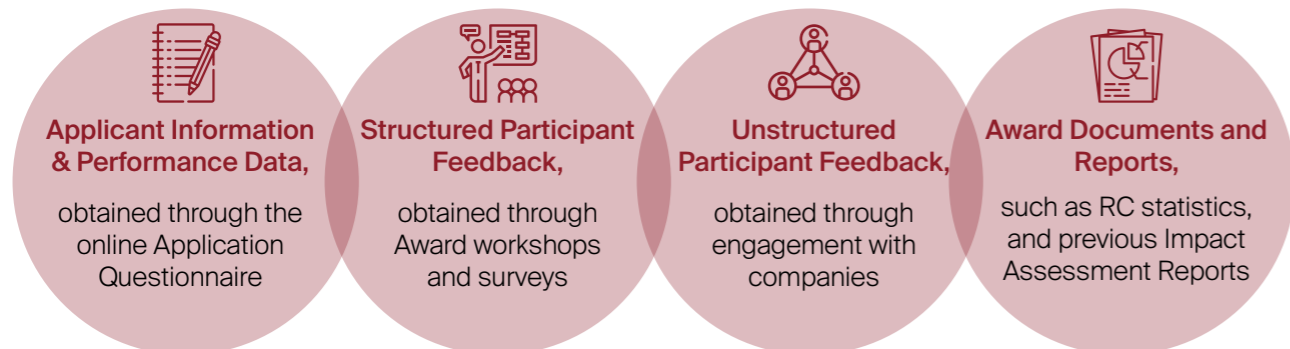 Applicant Information
& Performance Data,
obtained through the
online Application
Questionnaire
Structured Participant
Feedback,
obtained through
Award workshops
and surveys
Unstructured
Participant Feedback,
obtained through
engagement with
companies
Award Documents and
Reports,
such as RC statistics,
and previous Impact
Assessment Reports